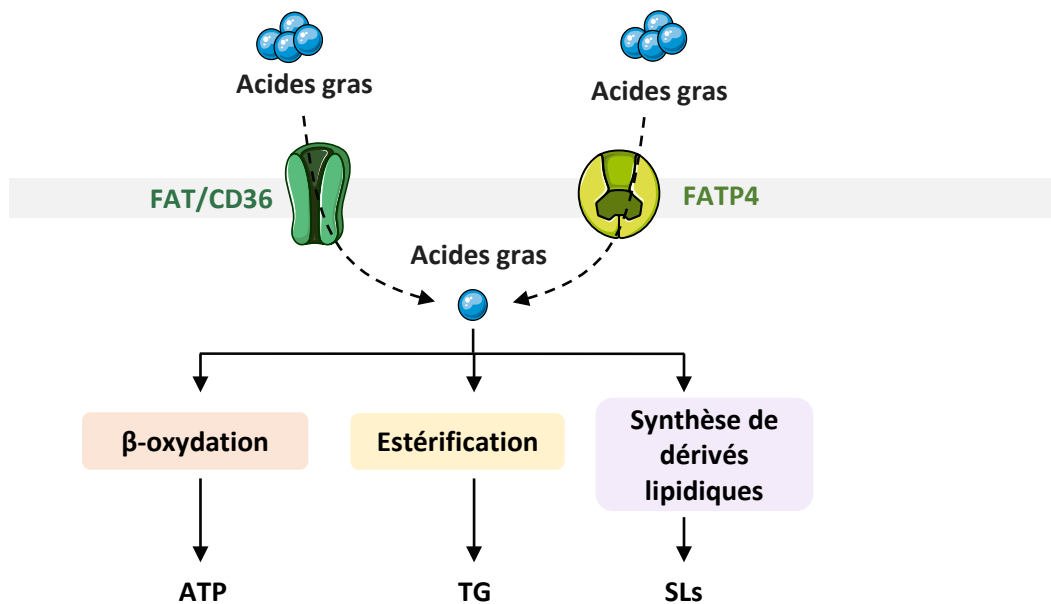 Acides gras
Acides gras
FAT/CD36
FATP4
Acides gras
β-oxydation
Estérification
Synthèse de
dérivés
lipidiques
ATP
TG
SLs